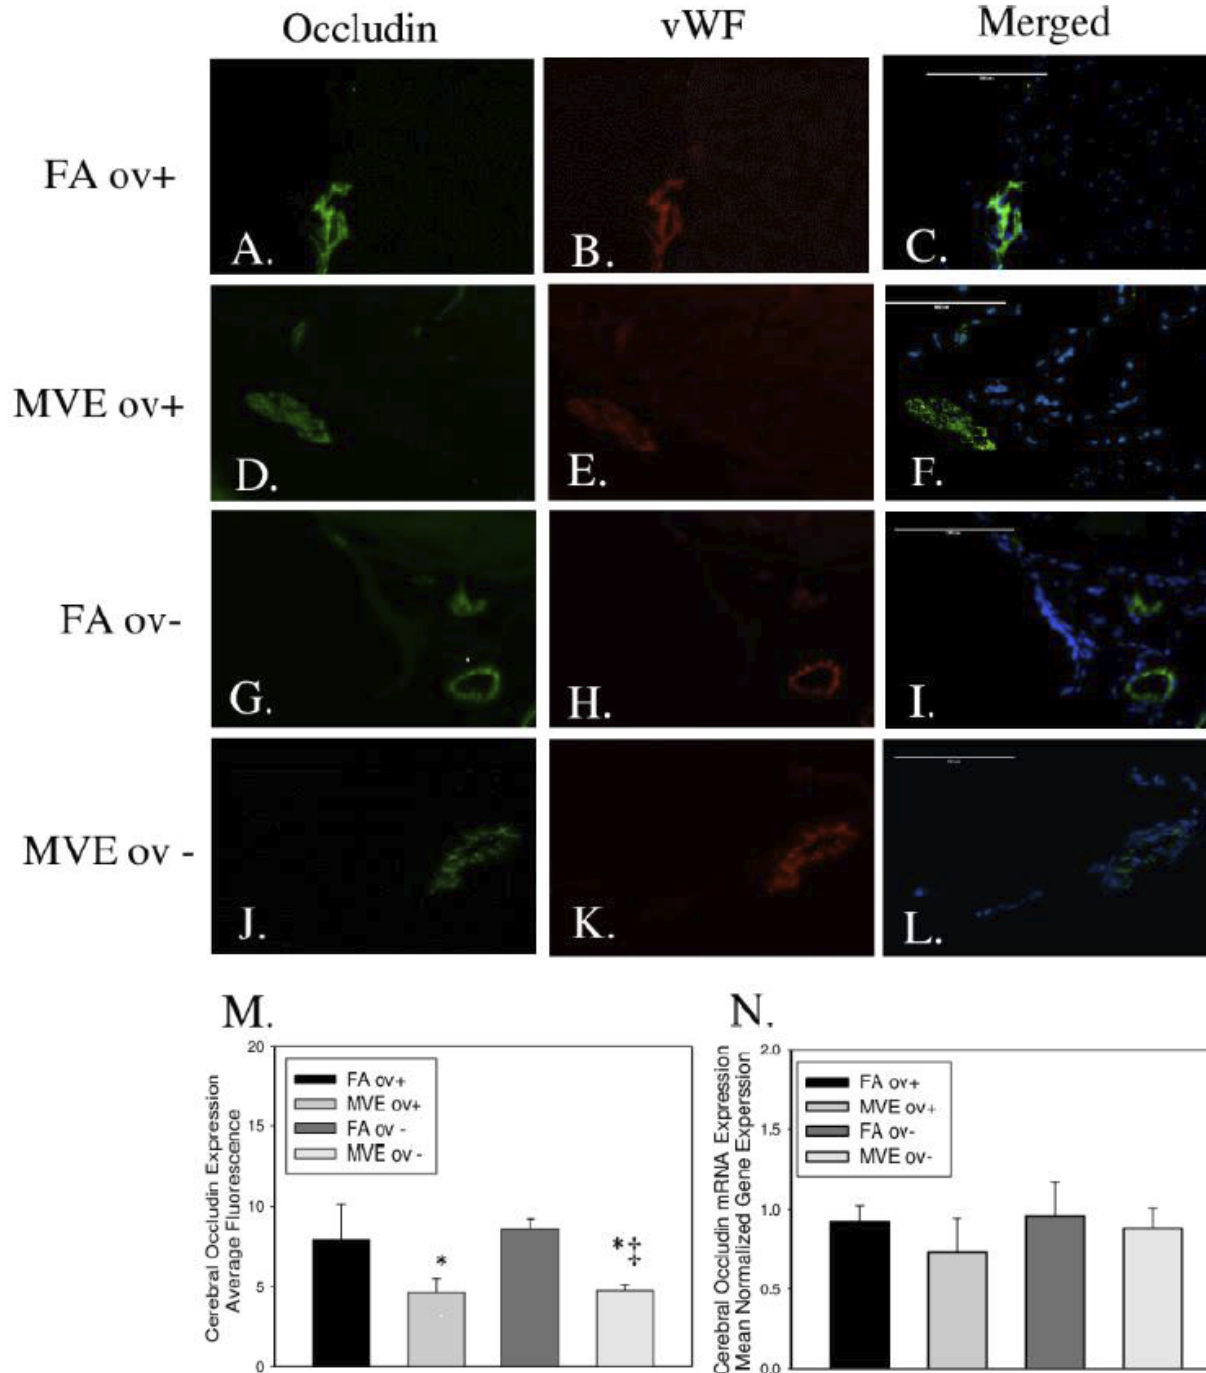 Occludin vWF Merged
FA ov+
A. B. C.
MVE ov+
D. E. F.
FA ov-
G. H. I.
MVE ov -
J. K. L.
M. N.
20
15
10
5
0
Cerebral Occludin Expression
Average Fluorescence
FA ov+
MVE ov+
FA ov -
MVE ov -
*
*‡
2.0
1.5
1.0
0.5
0.0
Cerebral Occludin mRNA Expression
Mean Normalized Gene Experssion
FA ov+
MVE ov+
FA ov-
MVE ov-